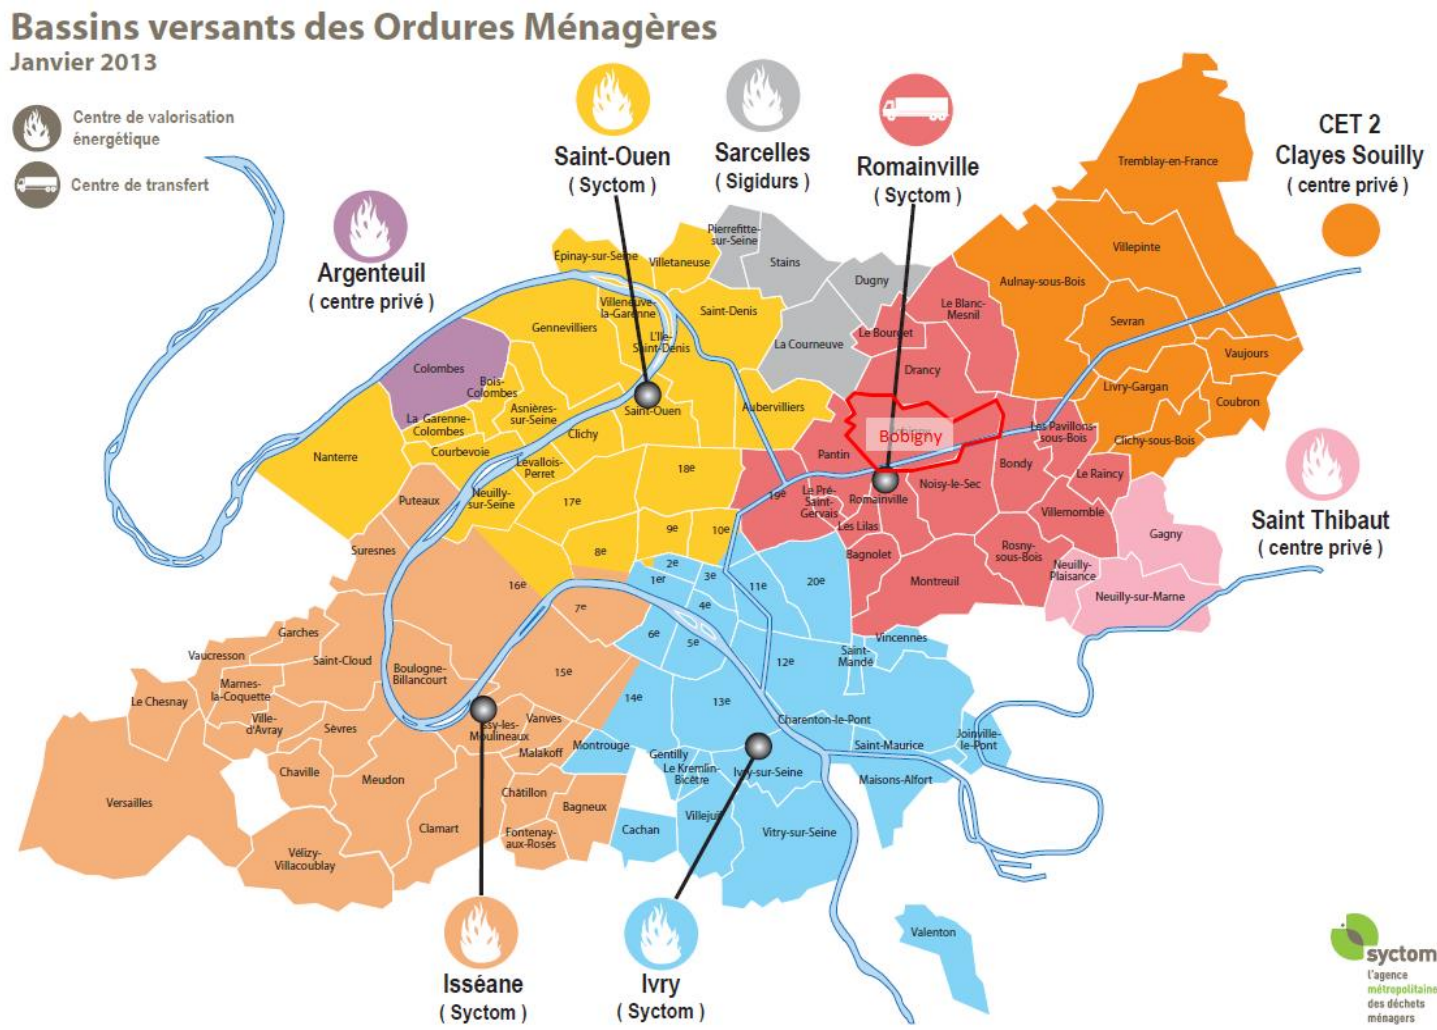 Bassins versants des Ordures Ménagères
Janvier 2013
Centre de valorisation
énergétique
Centre de transfert
Argenteuil
( centre privé )
Saint-Ouen
( Syctom )
Sarcelles
( Sigidurs )
Romainville
( Syctom )
CET 2
Clayes Souilly
( centre privé )
Saint Thibaut
( centre privé )
Isséane
( Syctom )
Ivry
( Syctom )
Tremblay-en-France
Villepinte
Aulnay-sous-Bois
Sevran
Vaujours
Livry-Gargan
Coubron
Clichy-sous-Bois
Pierrefitte-
sur-Seine
Stains
Dugny
La Courneuve
Epinay-sur-Seine
Villetaneuse
Villeneuve-
la-Garenne
Saint-Denis
Gennevilliers
L'Ile-
Saint-Denis
Colombes
Bois-
Colombes
La Garenne-
Colombes
Asnières-
sur-Seine
Saint-Ouen
Aubervilliers
Clichy
Courbevoie
Nanterre
Levallois-
Perret
Neuilly-
sur-Seine
17e
18e
8e
9e
10e
Le Blanc-
Mesnil
Le Bourget
Drancy
Bobigny
Pantin
Les Pavillons-
sous-Bois
Bondy
Le Raincy
Noisy-le-Sec
19e
Le Pré-
Saint-
Gervais
Romainville
Les Lilas
Villemomble
Bagnolet
Rosny-
sous-Bois
Montreuil
Gagny
Neuilly-
Plaisance
Neuilly-sur-Marne
Puteaux
Suresnes
16e
7e
Garches
Vaucresson
Saint-Cloud
Boulogne-
Billancourt
15e
Marnes-
la-Coquette
Le Chesnay
Ville-
d'Avray
Sèvres
Issy-les-
Moulineaux
Vanves
Malakoff
Chaville
Meudon
Versailles
Châtillon
Bagneux
Clamart
Fontenay-
aux-Roses
Vélizy-
Villacoublay
2e
1er
3e
4e
11e
20e
6e
5e
12e
14e
13e
Vincennes
Saint-
Mandé
Montrouge
Gentilly
Le Kremlin-
Bicêtre
Ivry-sur-Seine
Charenton-le-Pont
Saint-Maurice
Joinville-
le-Pont
Maisons-Alfort
Cachan
Villejuif
Vitry-sur-Seine
Valenton
syctom
l'agence
métropolitaine
des déchets
ménagers